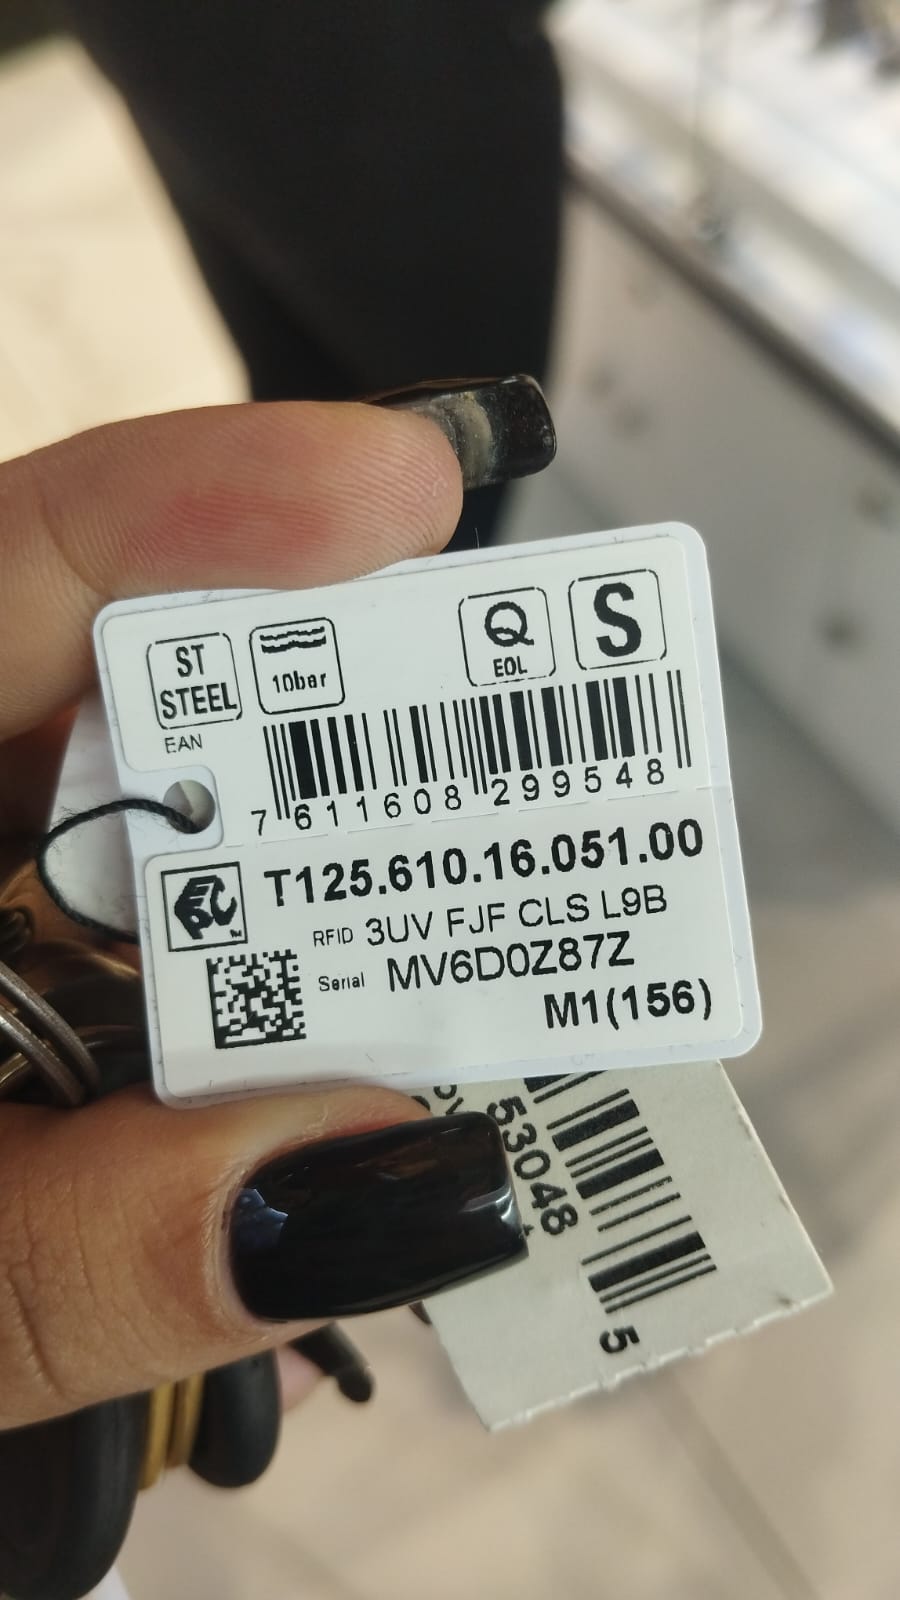 ST
STEEL
10bar
Q
EOL
S
EAN
7 611608 299548
T125.610.16.051.00
RFID 3UV FJF CLS L9B
Serial MV6D0Z87Z
M1(156)
53048
5